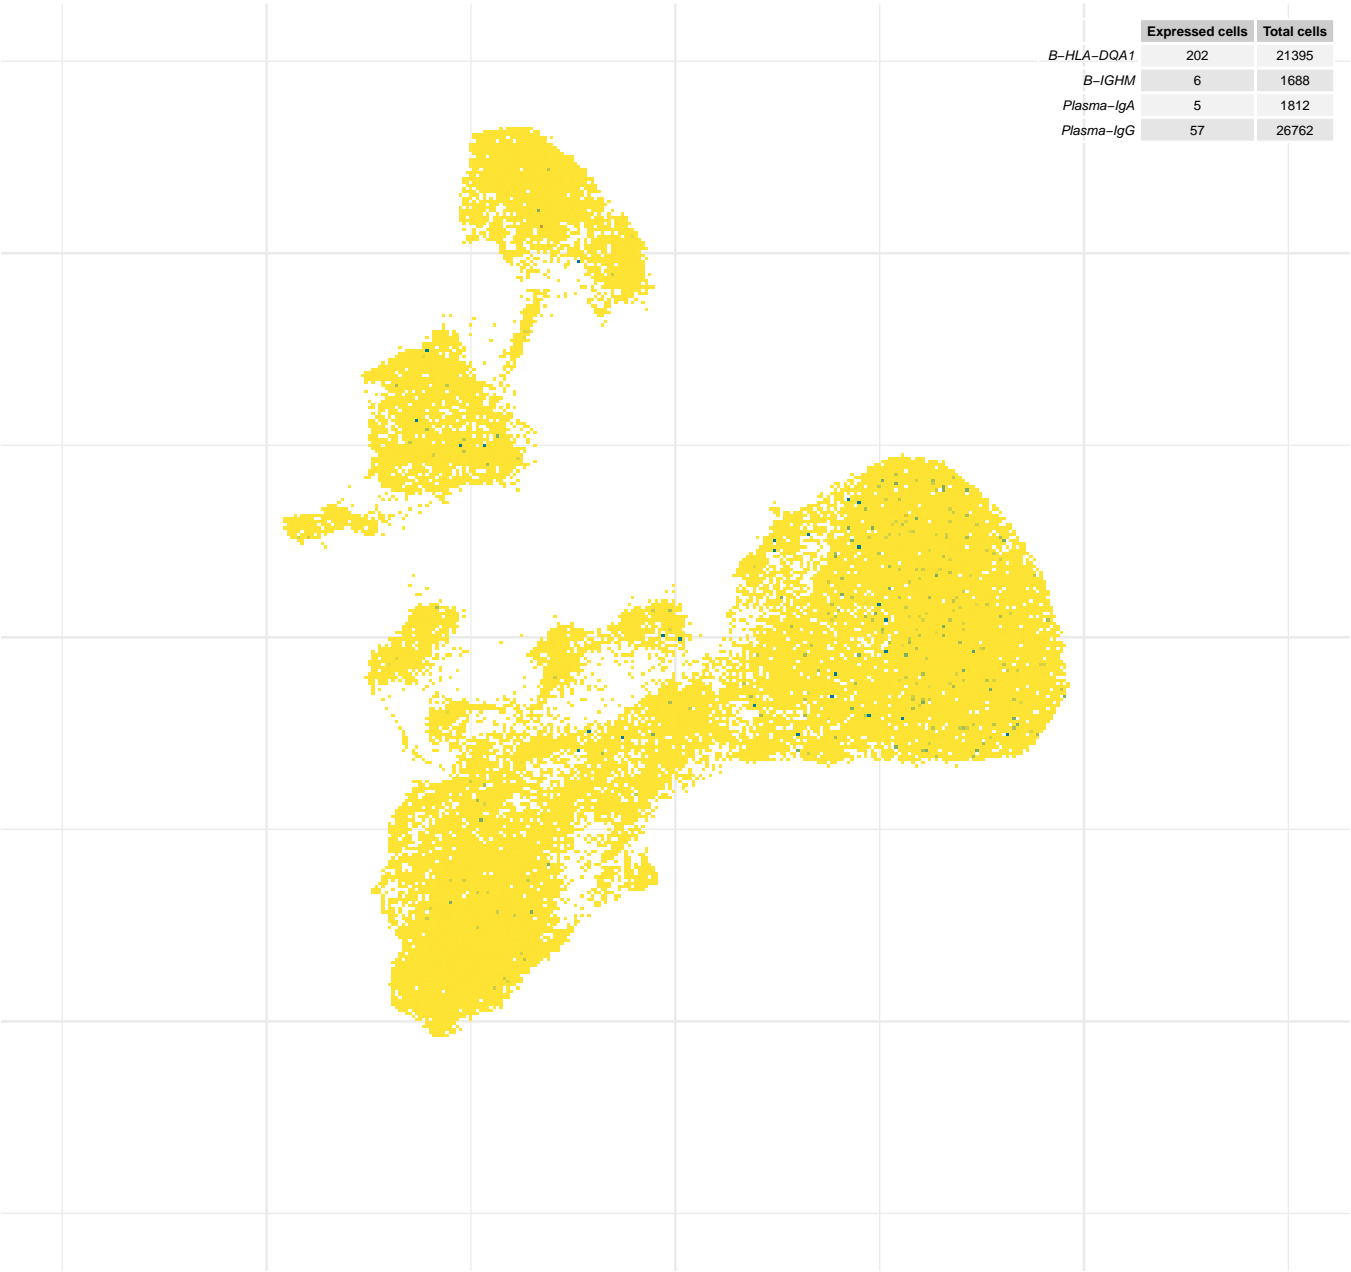 Expressed cells Total cells
B−HLA−DQA1 202 21395
B−IGHM 6 1688
Plasma−IgA 5 1812
Plasma−IgG 57 26762